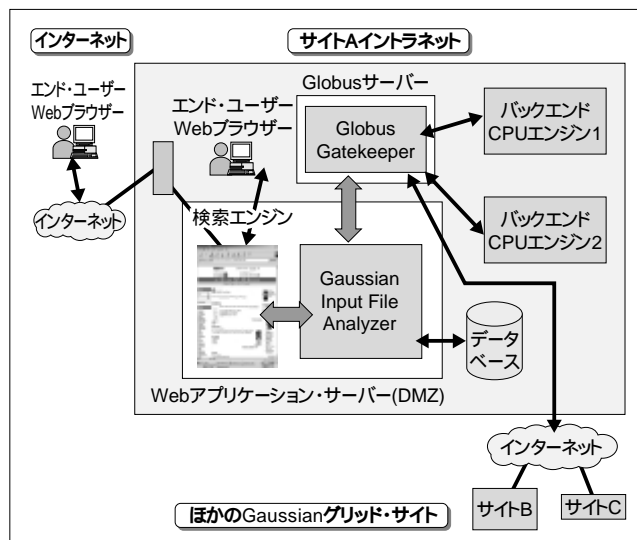 インターネット
サイトAイントラネット
エンド・ユーザー
Webブラウザー
エンド・ユーザー
Webブラウザー
Globusサーバー
Globus
Gatekeeper
バックエンド
CPUエンジン1
バックエンド
CPUエンジン2
インターネット
検索エンジン
Gaussian
Input File
Analyzer
データ
ベース
Webアプリケーション・サーバー(DMZ)
インターネット
サイトB
サイトC
ほかのGaussianグリッド・サイト